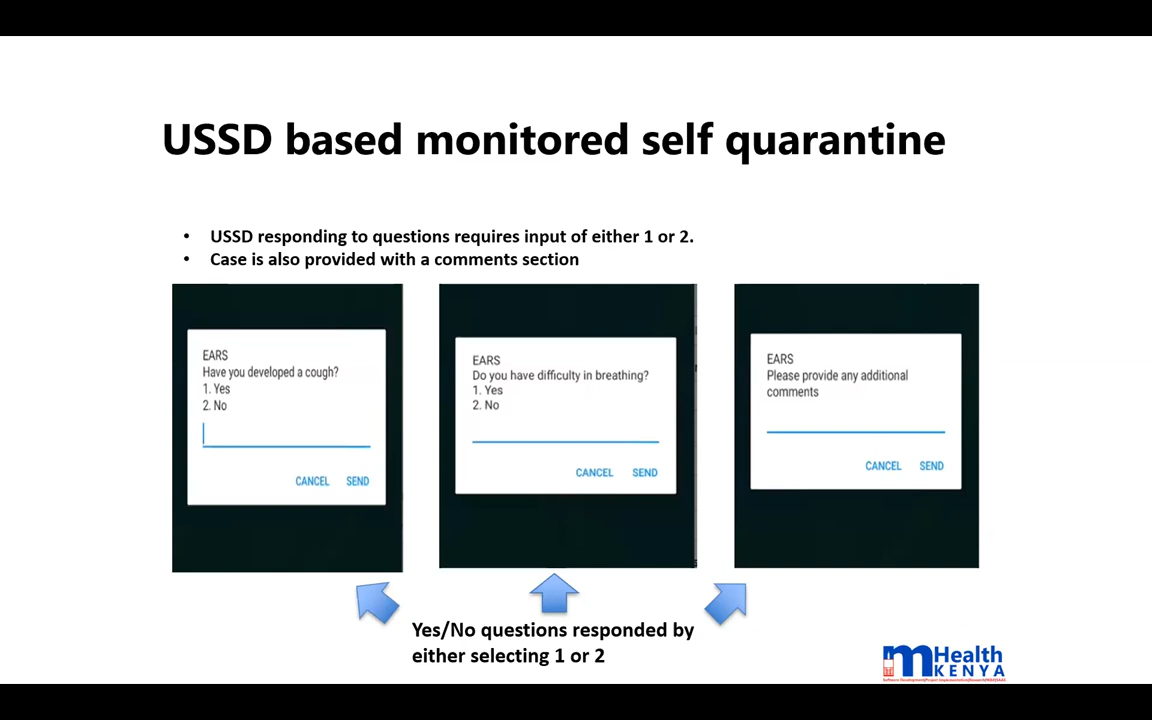 USSD based monitored self quarantine
• USSD responding to questions requires input of either 1 or 2.
• Case is also provided with a comments section
EARS
Have you developed a cough?
1. Yes
2. No
CANCEL SEND
EARS
Do you have difficulty in breathing?
1. Yes
2. No
CANCEL SEND
EARS
Please provide any additional
comments
CANCEL SEND
Yes/No questions responded by
either selecting 1 or 2
mHealth
KENYA